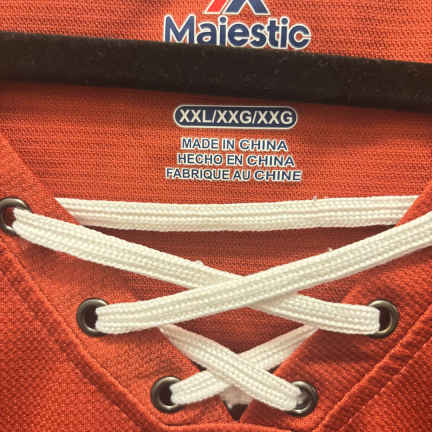 Majestic
XXL/XXG/XXG
MADE IN CHINA
HECHO EN CHINA
FABRIQUE AU CHINE